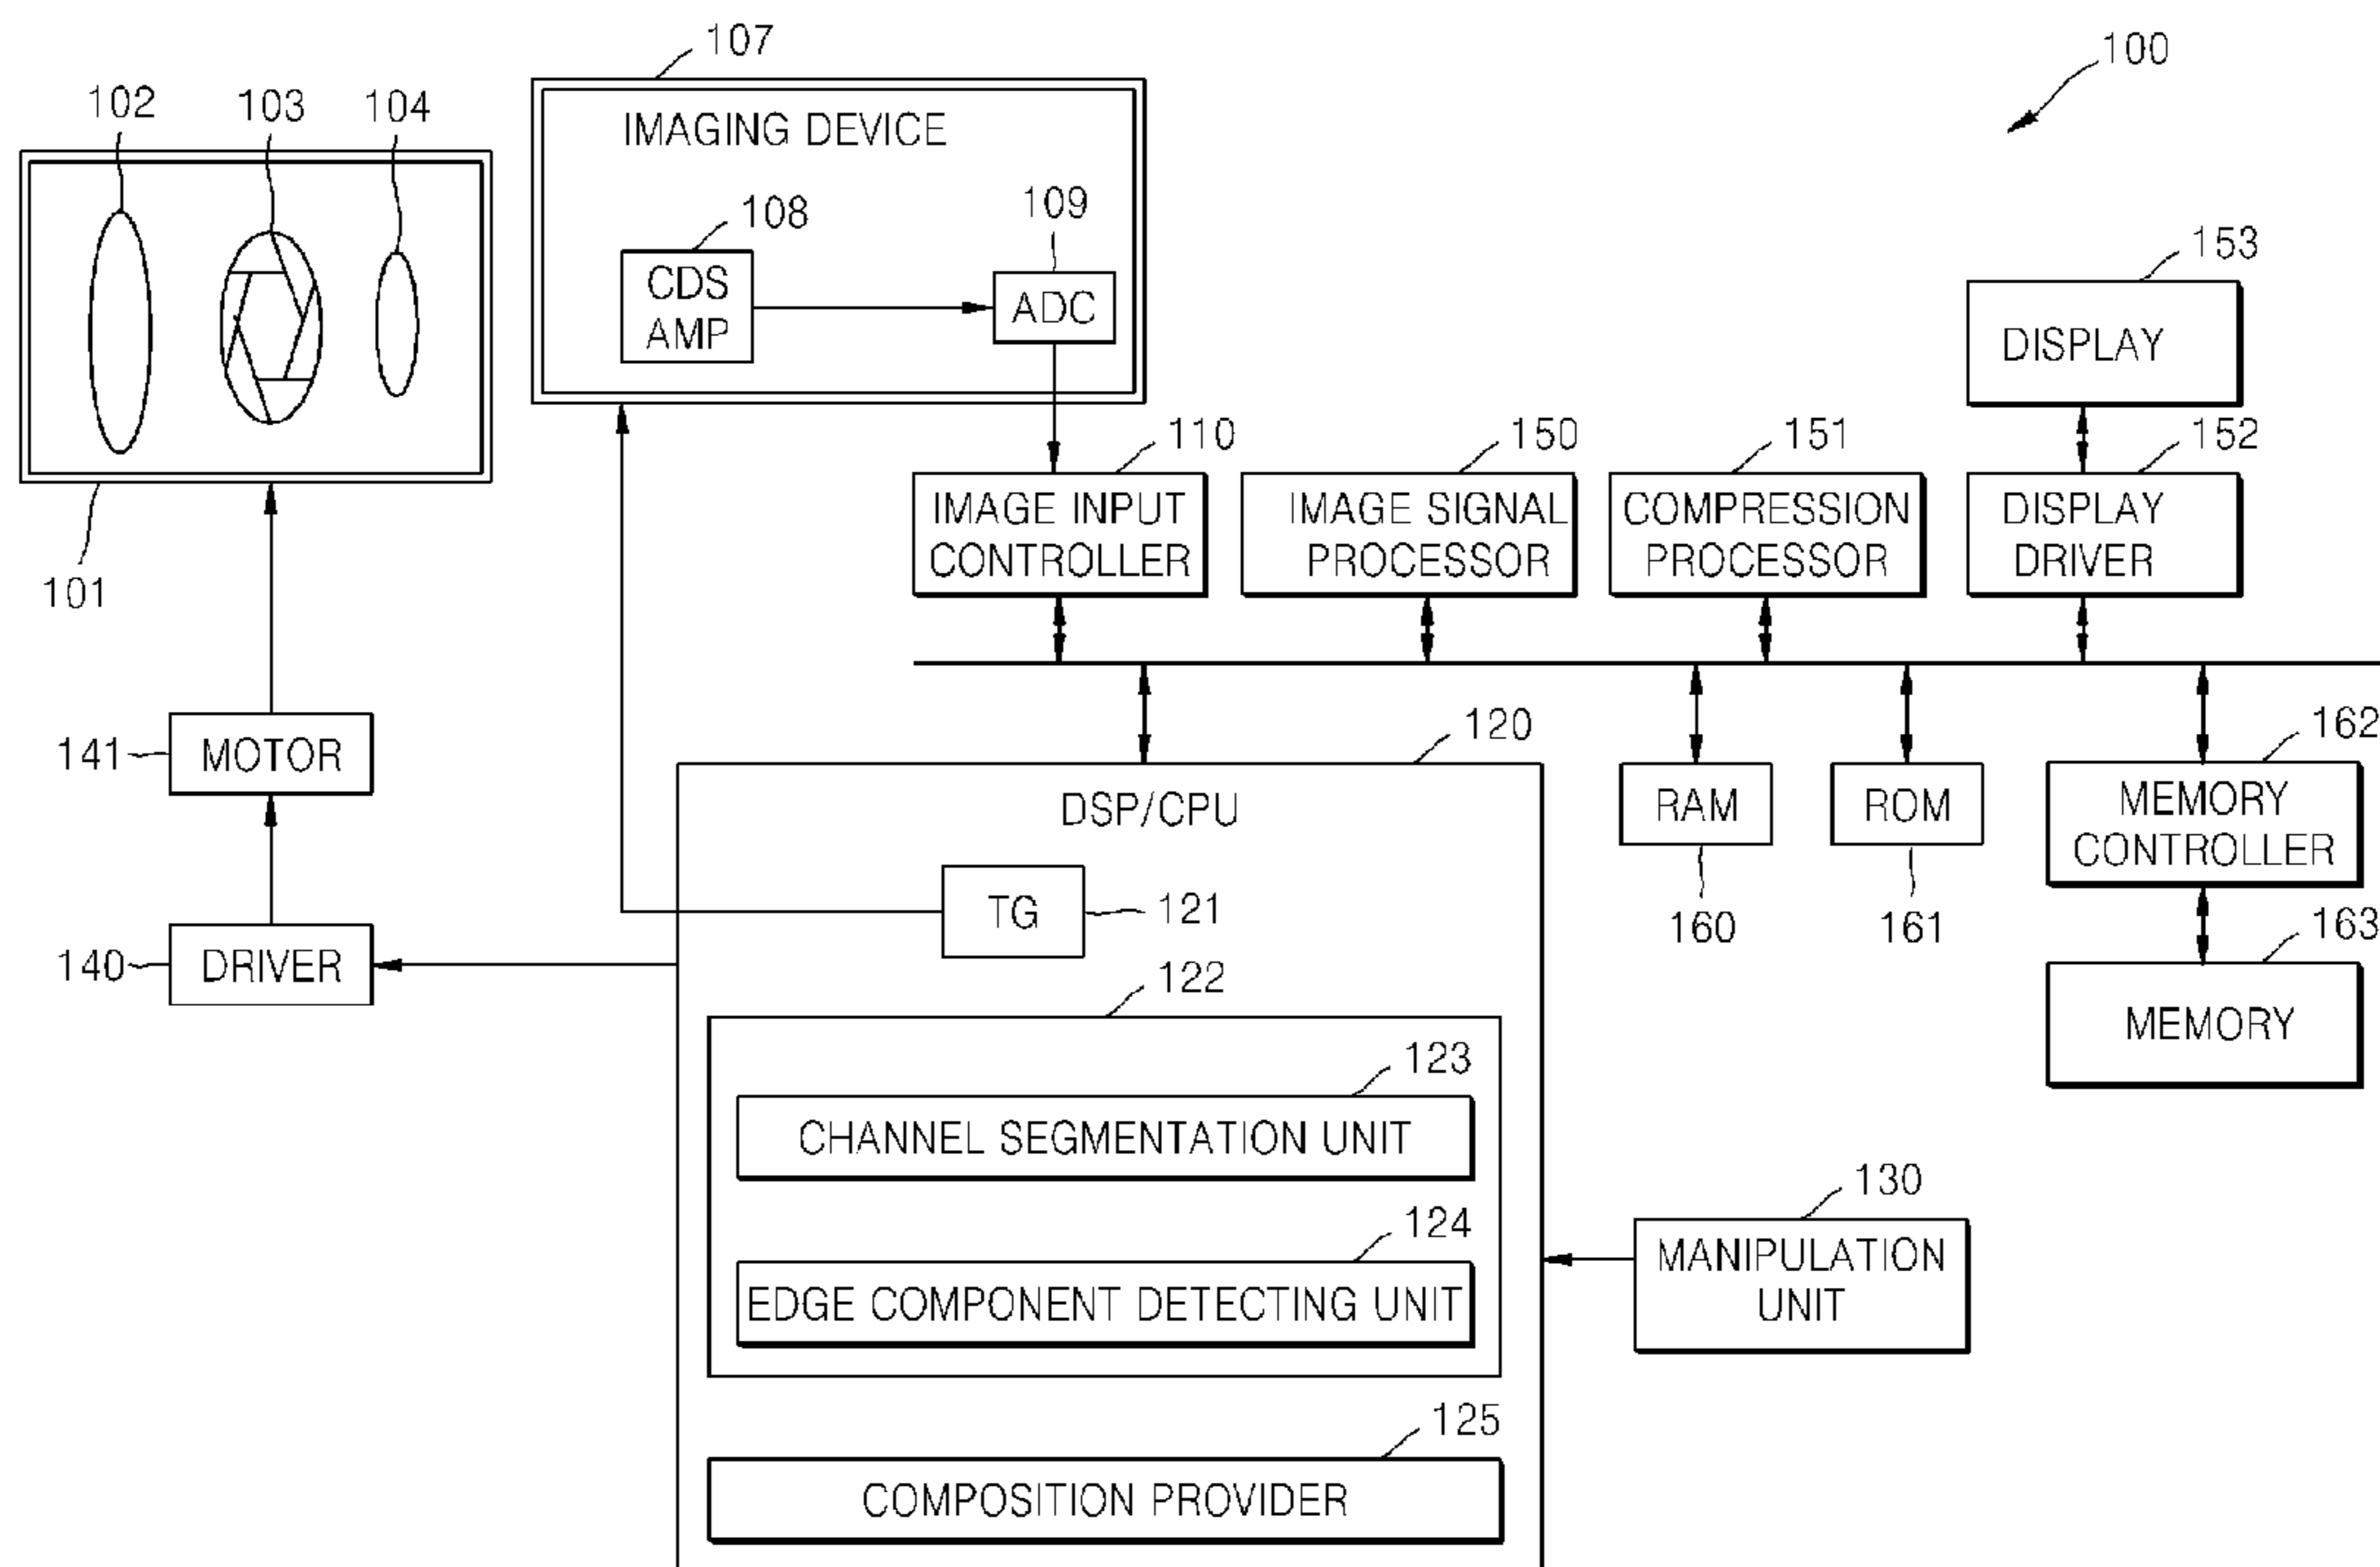 107
100
102
103
104
IMAGING DEVICE
108
109
CDS
AMP
ADC
153
DISPLAY
110
150
151
152
IMAGE INPUT
CONTROLLER
IMAGE SIGNAL
PROCESSOR
COMPRESSION
PROCESSOR
DISPLAY
DRIVER
101
141
MOTOR
120
162
DSP/CPU
RAM
ROM
MEMORY
CONTROLLER
TG
121
160
161
163
140
DRIVER
122
MEMORY
123
CHANNEL SEGMENTATION UNIT
130
124
MANIPULATION
UNIT
EDGE COMPONENT DETECTING UNIT
125
COMPOSITION PROVIDER